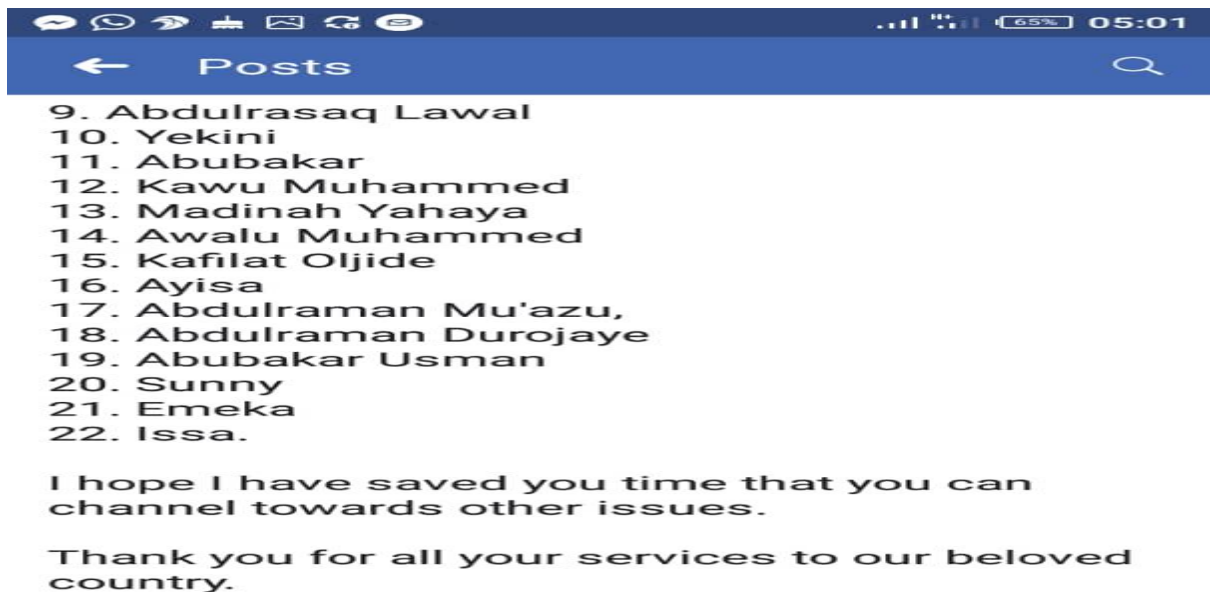 65% 05:01
Posts
9. Abdulrasaq Lawal
10. Yekini
11. Abubakar
12. Kawu Muhammed
13. Madinah Yahaya
14. Awalu Muhammed
15. Kafilat Oljide
16. Ayisa
17. Abdulraman Mu'azu,
18. Abdulraman Durojaye
19. Abubakar Usman
20. Sunny
21. Emeka
22. Issa.
I hope I have saved you time that you can
channel towards other issues.
Thank you for all your services to our beloved
country.